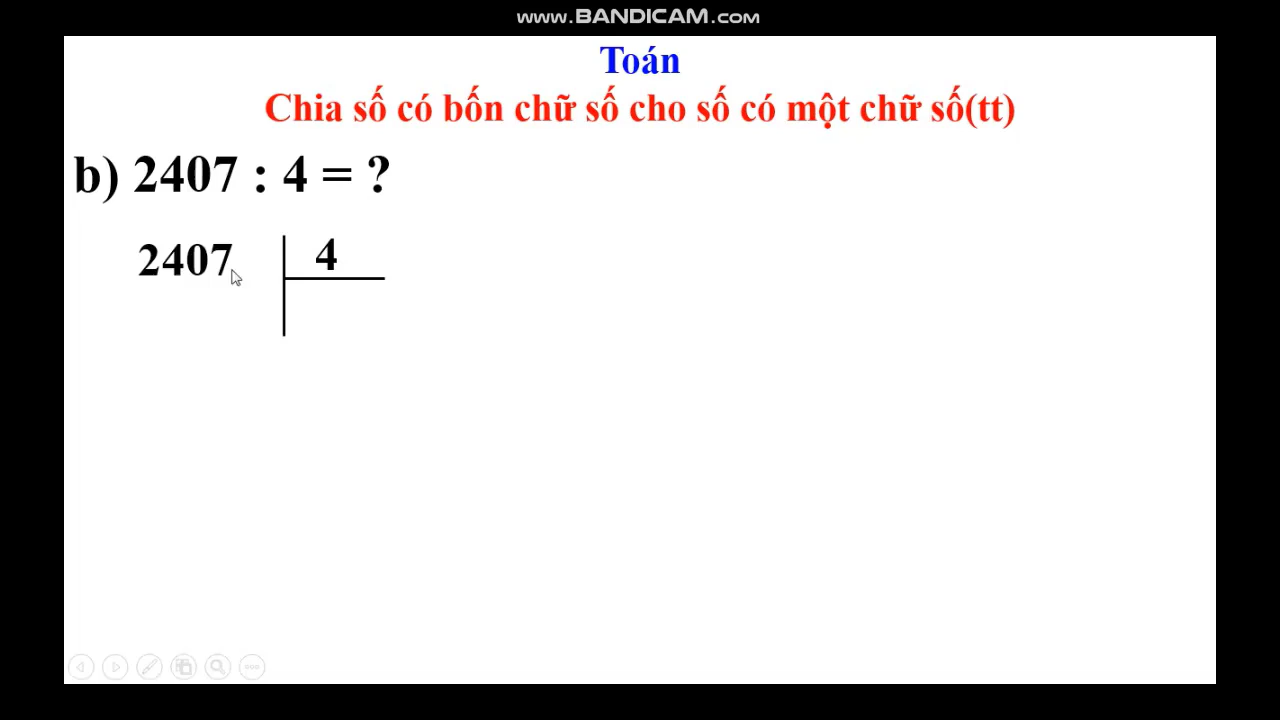 www.BANDICAM.com
Toán
Chia số có bốn chữ số cho số có một chữ số(tt)
b) 2407 : 4 = ?
2407 4